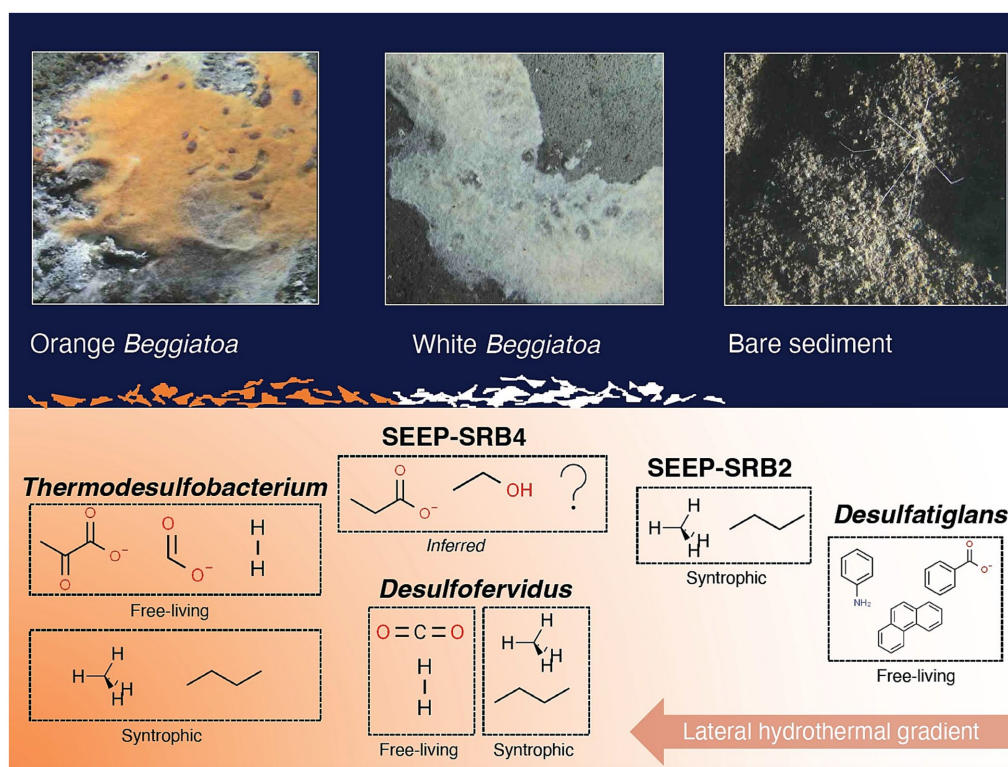 Orange Beggiatoa
White Beggiatoa
Bare sediment
SEEP-SRB4
SEEP-SRB2
Thermodesulfobacterium
Desulfatiglans
O
O⁻
O
O
O⁻
H
H
Free-living
O
O⁻
OH
?
Inferred
H
H
H
H
Syntrophic
O
O⁻
NH₂
Free-living
Desulfofervidus
O=C=O
H
H
Free-living
H
H
H
H
Syntrophic
H
H
H
H
Syntrophic
Lateral hydrothermal gradient